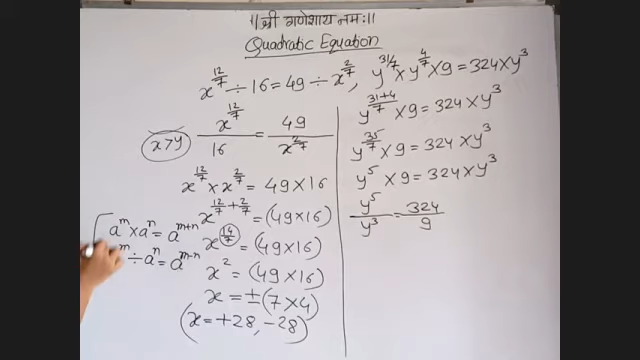 ॥ श्री गणेशाय नमः ॥
Quadratic Equation
x^(12/7) ÷ 16 = 49 ÷ x^(2/7), y^(31/7) × y^(4/7) × 9 = 324 × y^3
x>y
x^(12/7) / 16 = 49 / x^(2/7)
x^(12/7) × x^(2/7) = 49 × 16
x^(12/7 + 2/7) = (49 × 16)
x^(14/7) = (49 × 16)
x^2 = (49 × 16)
x = ± (7 × 4)
(x = +28, -28)
a^m × a^n = a^(m+n)
^m ÷ a^n = a^(m-n)
y^((31+4)/7) × 9 = 324 × y^3
y^(35/7) × 9 = 324 × y^3
y^5 × 9 = 324 × y^3
y^5 / y^3 = 324 / 9